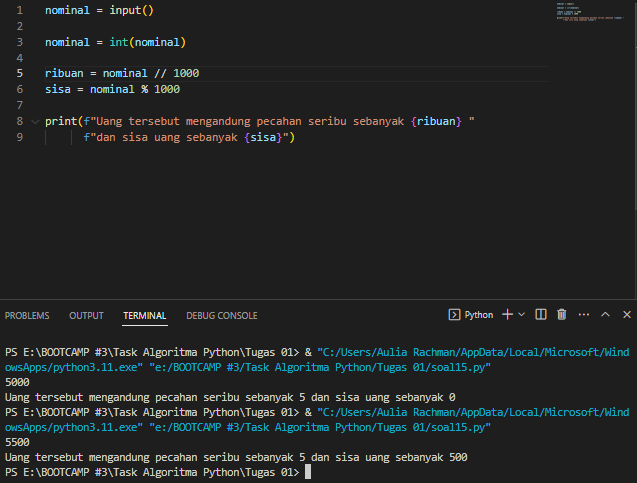 1 nominal = input()
2
3 nominal = int(nominal)
4
5 ribuan = nominal // 1000
6 sisa = nominal % 1000
7
8 print(f"Uang tersebut mengandung pecahan seribu sebanyak {ribuan} "
9 f"dan sisa uang sebanyak {sisa}")
PROBLEMS OUTPUT TERMINAL DEBUG CONSOLE Python
PS E:\BOOTCAMP #3\Task Algoritma Python\Tugas 01> & "C:/Users/Aulia Rachman/AppData/Local/Microsoft/Wind
owsApps/python3.11.exe" "e:/BOOTCAMP #3/Task Algoritma Python/Tugas 01/soal15.py"
5000
Uang tersebut mengandung pecahan seribu sebanyak 5 dan sisa uang sebanyak 0
PS E:\BOOTCAMP #3\Task Algoritma Python\Tugas 01> & "C:/Users/Aulia Rachman/AppData/Local/Microsoft/Wind
owsApps/python3.11.exe" "e:/BOOTCAMP #3/Task Algoritma Python/Tugas 01/soal15.py"
5500
Uang tersebut mengandung pecahan seribu sebanyak 5 dan sisa uang sebanyak 500
PS E:\BOOTCAMP #3\Task Algoritma Python\Tugas 01>